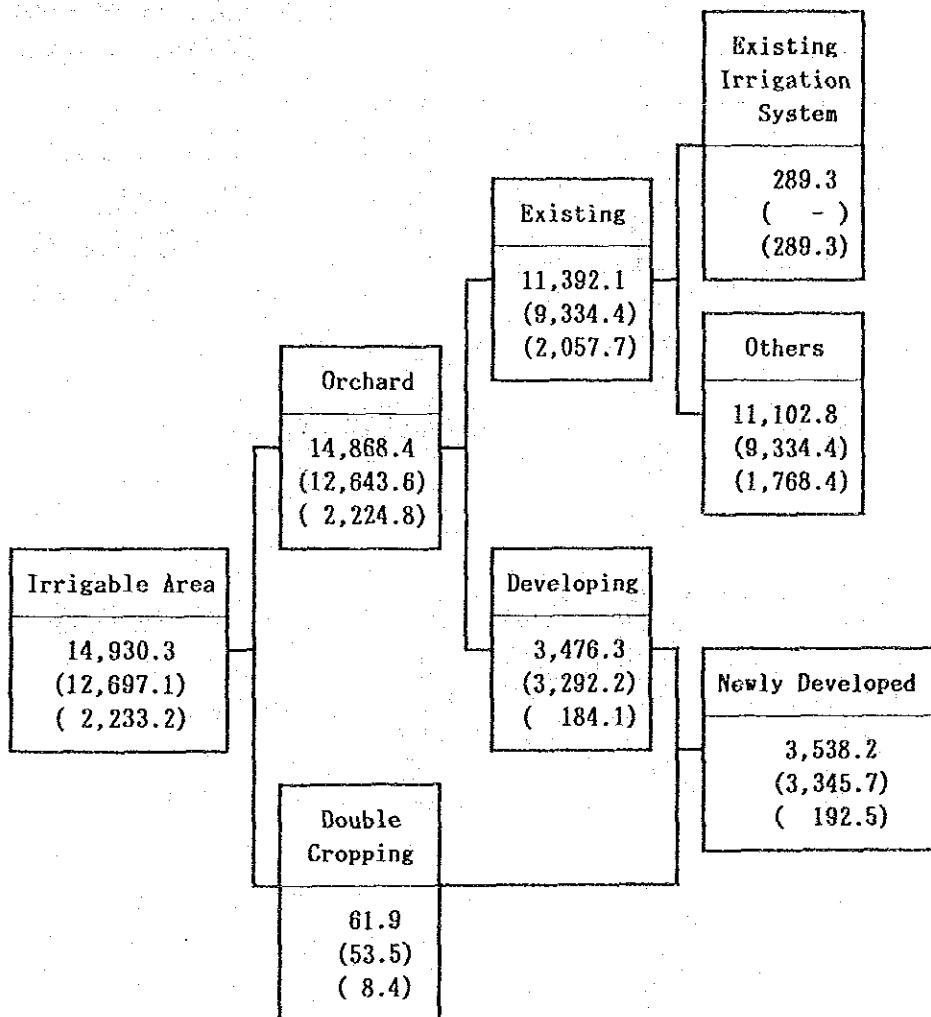 Existing
Irrigation
System
289.3
( - )
(289.3)
Existing
11,392.1
(9,334.4)
(2,057.7)
Others
11,102.8
(9,334.4)
(1,768.4)
Orchard
14,868.4
(12,643.6)
( 2,224.8)
Irrigable Area
14,930.3
(12,697.1)
( 2,233.2)
Developing
3,476.3
(3,292.2)
( 184.1)
Newly Developed
3,538.2
(3,345.7)
( 192.5)
Double
Cropping
61.9
(53.5)
( 8.4)